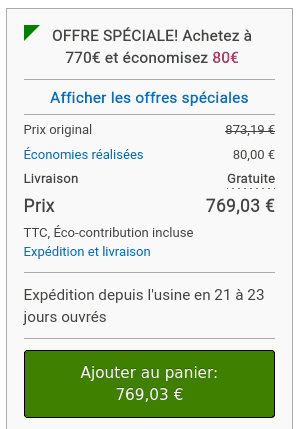 OFFRE SPÉCIALE! Achetez à
770€ et économisez 80€
Afficher les offres spéciales
Prix original 873,19 €
Économies réalisées 80,00 €
Livraison Gratuite
Prix 769,03 €
TTC, Éco-contribution incluse
Expédition et livraison
Expédition depuis l'usine en 21 à 23
jours ouvrés
Ajouter au panier:
769,03 €